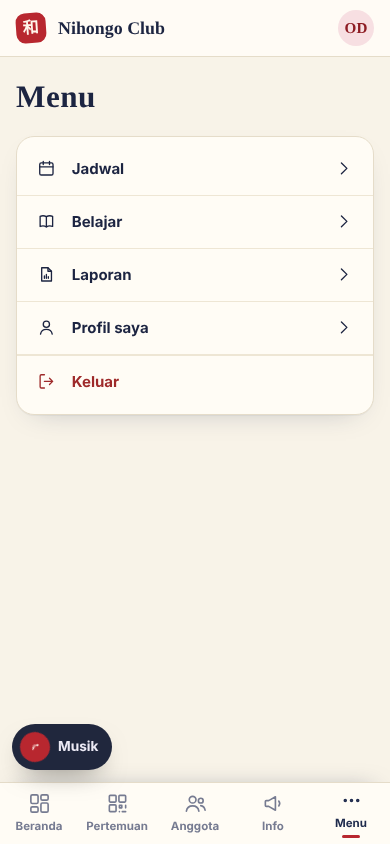 和 Nihongo Club OD
Menu
Jadwal
Belajar
Laporan
Profil saya
Keluar
Musik
Beranda Pertemuan Anggota Info Menu